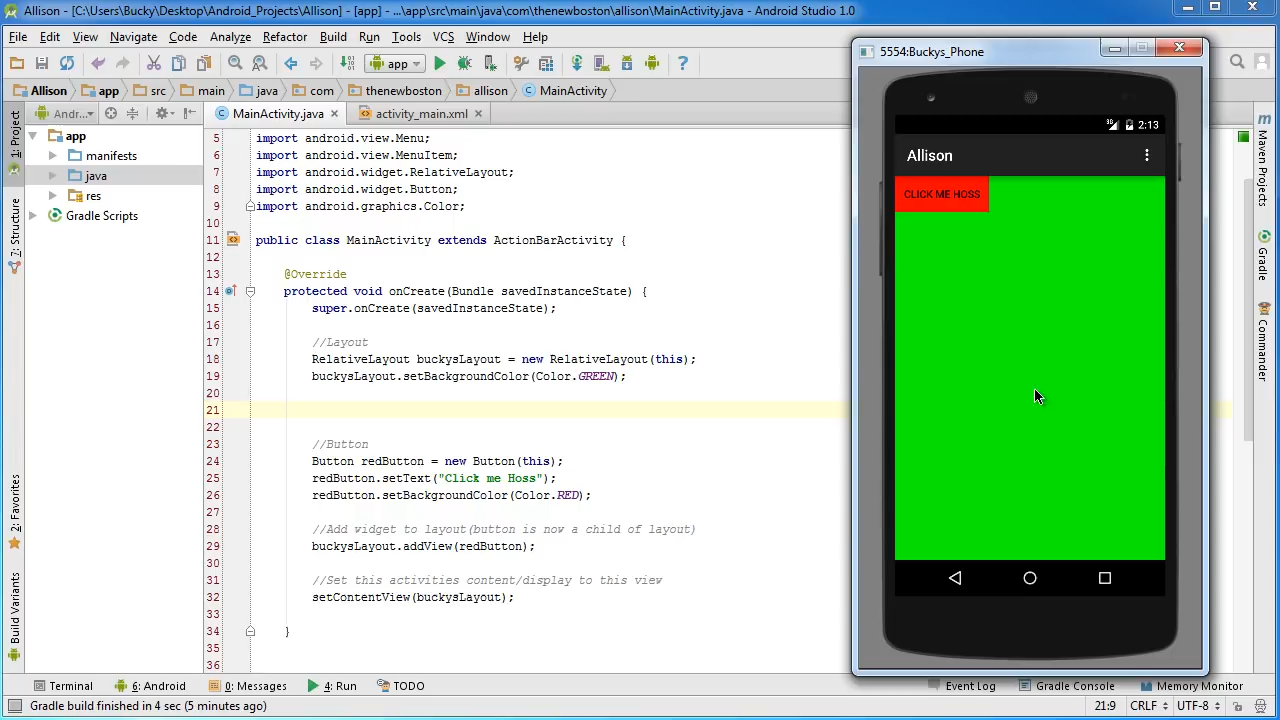 Allison - [C:\Users\Bucky\Desktop\Android_Projects\Allison] - [app] - ...\app\src\main\java\com\thenewboston\allison\MainActivity.java - Android Studio 1.0
File Edit View Navigate Code Analyze Refactor Build Run Tools VCS Window Help
app
Allison app src main java com thenewboston allison MainActivity
Andr...
MainActivity.java activity_main.xml
1: Project
7: Structure
2: Favorites
Build Variants
app
manifests
java
res
Gradle Scripts
5 import android.view.Menu;
6 import android.view.MenuItem;
7 import android.widget.RelativeLayout;
8 import android.widget.Button;
9 import android.graphics.Color;
10
11 public class MainActivity extends ActionBarActivity {
12
13 @Override
14 protected void onCreate(Bundle savedInstanceState) {
15 super.onCreate(savedInstanceState);
16
17 //Layout
18 RelativeLayout buckysLayout = new RelativeLayout(this);
19 buckysLayout.setBackgroundColor(Color.GREEN);
20
21
22
23 //Button
24 Button redButton = new Button(this);
25 redButton.setText("Click me Hoss");
26 redButton.setBackgroundColor(Color.RED);
27
28 //Add widget to layout(button is now a child of layout)
29 buckysLayout.addView(redButton);
30
31 //Set this activities content/display to this view
32 setContentView(buckysLayout);
33
34 }
35
36
5554:Buckys_Phone
3G 2:13
Allison
CLICK ME HOSS
m Maven Projects
Gradle
Commander
Terminal 6: Android 0: Messages 4: Run TODO Event Log Gradle Console Memory Monitor
Gradle build finished in 4 sec (5 minutes ago) 21:9 CRLF UTF-8